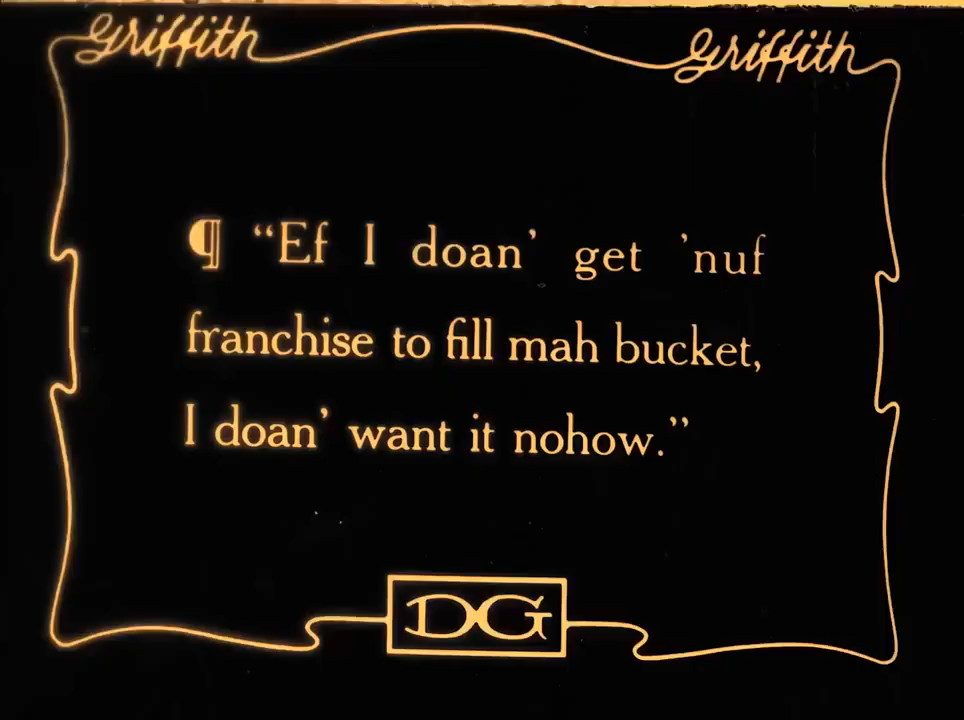 Griffith Griffith
¶ “Ef I doan’ get ’nuf
franchise to fill mah bucket,
I doan’ want it nohow.”
DG